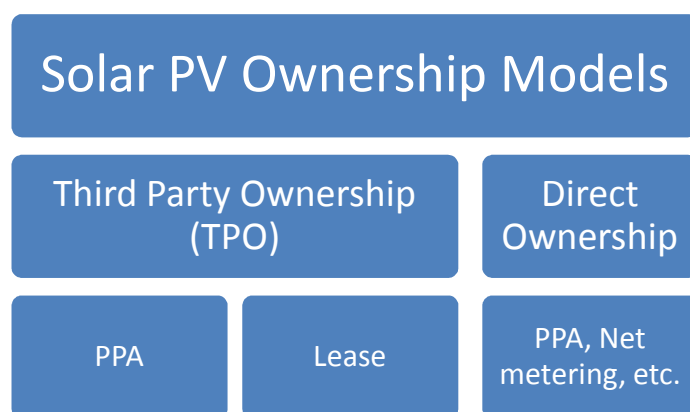 Solar PV Ownership Models
Third Party Ownership
(TPO)
Direct
Ownership
PPA
Lease
PPA, Net
metering, etc.